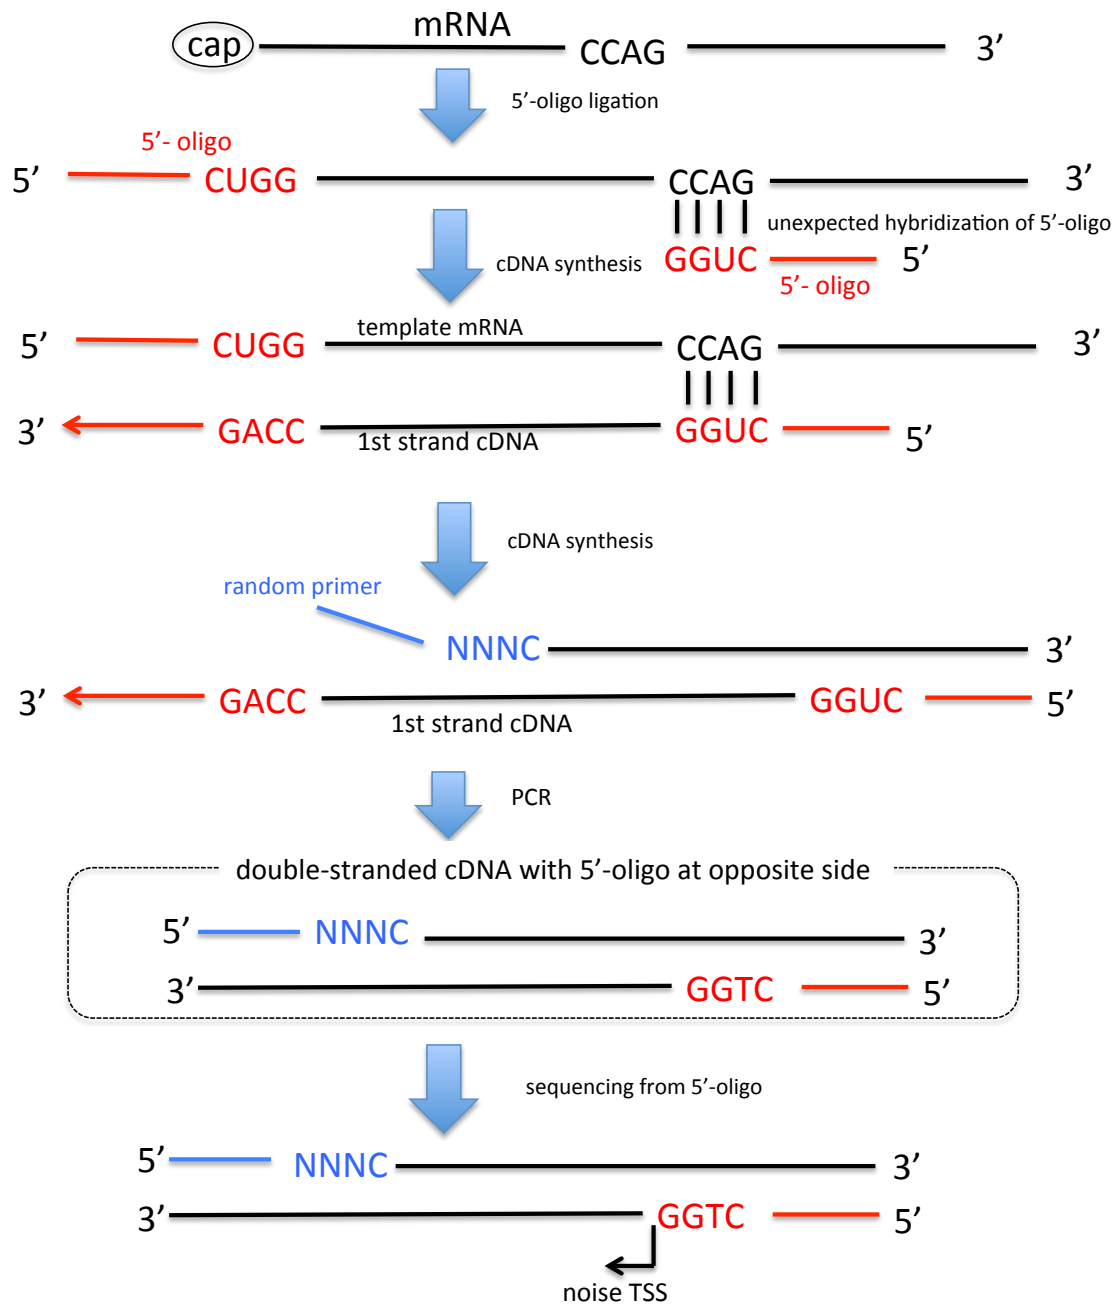 cap mRNA CCAG 3’
5’-oligo ligation
5’- oligo
5’ CUGG CCAG 3’
unexpected hybridization of 5’-oligo
cDNA synthesis GGUC 5’
5’- oligo
template mRNA
5’ CUGG CCAG 3’
3’ GACC GGUC 5’
1st strand cDNA
cDNA synthesis
random primer
NNNC 3’
3’ GACC GGUC 5’
1st strand cDNA
PCR
double-stranded cDNA with 5’-oligo at opposite side
5’ NNNC 3’
3’ GGTC 5’
sequencing from 5’-oligo
5’ NNNC 3’
3’ GGTC 5’
noise TSS